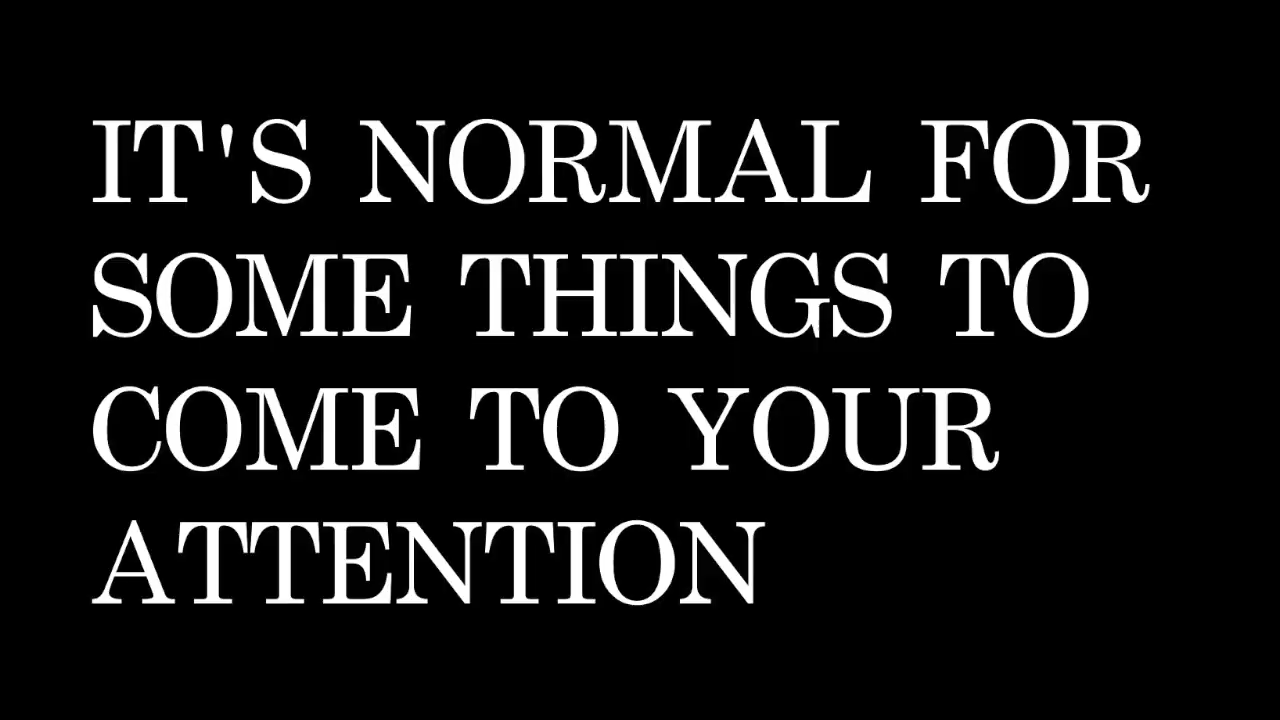 IT'S NORMAL FOR
SOME THINGS TO
COME TO YOUR
ATTENTION